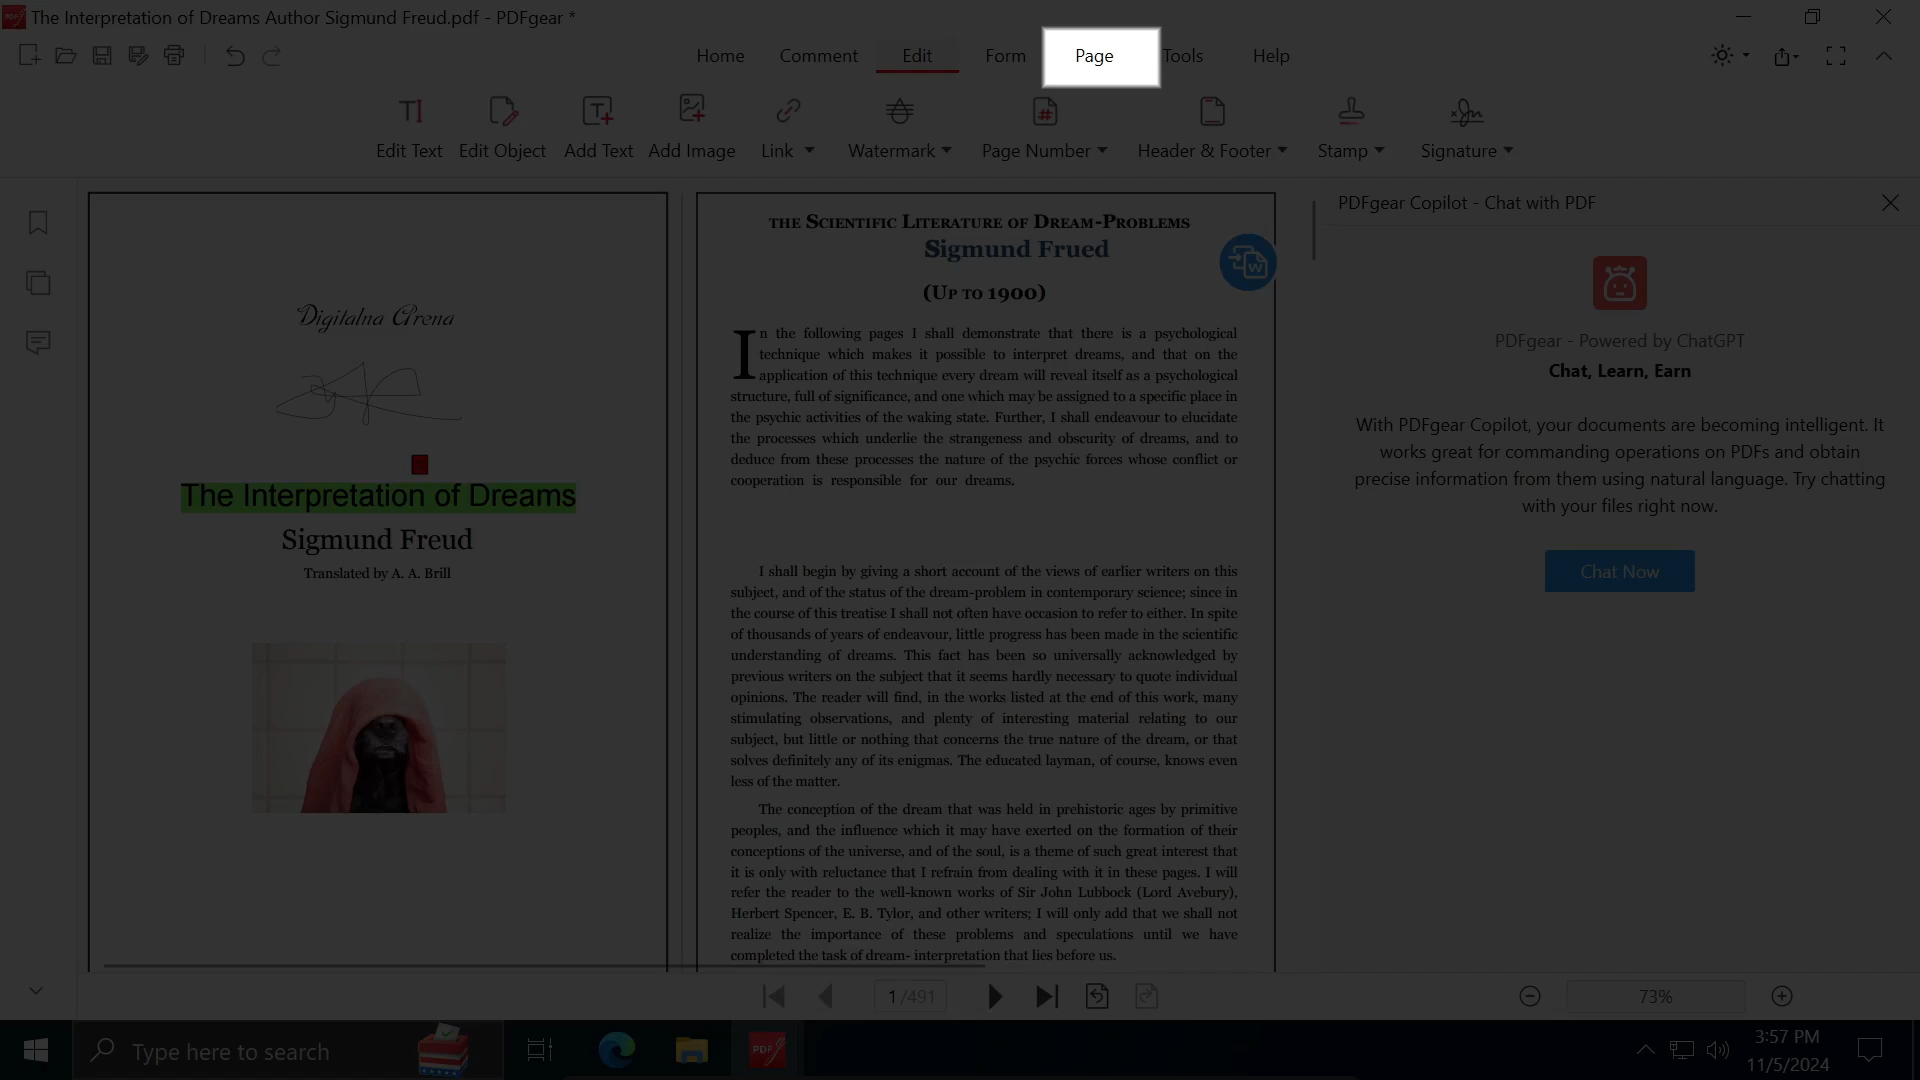 The Interpretation of Dreams Author Sigmund Freud.pdf - PDFgear *
Home Comment Edit Form Page Tools Help
Edit Text Edit Object Add Text Add Image Link Watermark Page Number Header & Footer Stamp Signature
Digitalna Arena
The Interpretation of Dreams
Sigmund Freud
Translated by A. A. Brill
THE SCIENTIFIC LITERATURE OF DREAM-PROBLEMS
Sigmund Frued
(UP TO 1900)
In the following pages I shall demonstrate that there is a psychological
technique which makes it possible to interpret dreams, and that on the
application of this technique every dream will reveal itself as a psychological
structure, full of significance, and one which may be assigned to a specific place in
the psychic activities of the waking state. Further, I shall endeavour to elucidate
the processes which underlie the strangeness and obscurity of dreams, and to
deduce from these processes the nature of the psychic forces whose conflict or
cooperation is responsible for our dreams.
I shall begin by giving a short account of the views of earlier writers on this
subject, and of the status of the dream-problem in contemporary science; since in
the course of this treatise I shall not often have occasion to refer to either. In spite
of thousands of years of endeavour, little progress has been made in the scientific
understanding of dreams. This fact has been so universally acknowledged by
previous writers on the subject that it seems hardly necessary to quote individual
opinions. The reader will find, in the works listed at the end of this work, many
stimulating observations, and plenty of interesting material relating to our
subject, but little or nothing that concerns the true nature of the dream, or that
solves definitely any of its enigmas. The educated layman, of course, knows even
less of the matter.
The conception of the dream that was held in prehistoric ages by primitive
peoples, and the influence which it may have exerted on the formation of their
conceptions of the universe, and of the soul, is a theme of such great interest that
it is only with reluctance that I refrain from dealing with it in these pages. I will
refer the reader to the well-known works of Sir John Lubbock (Lord Avebury),
Herbert Spencer, E. B. Tylor, and other writers; I will only add that we shall not
realize the importance of these problems and speculations until we have
completed the task of dream- interpretation that lies before us.
PDFgear Copilot - Chat with PDF
PDFgear - Powered by ChatGPT
Chat, Learn, Earn
With PDFgear Copilot, your documents are becoming intelligent. It
works great for commanding operations on PDFs and obtain
precise information from them using natural language. Try chatting
with your files right now.
Chat Now
1 /491
73%
Type here to search
PDF
3:57 PM
11/5/2024